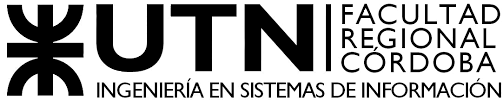 UTN
FACULTAD
REGIONAL
CÓRDOBA
INGENIERÍA EN SISTEMAS DE INFORMACIÓN